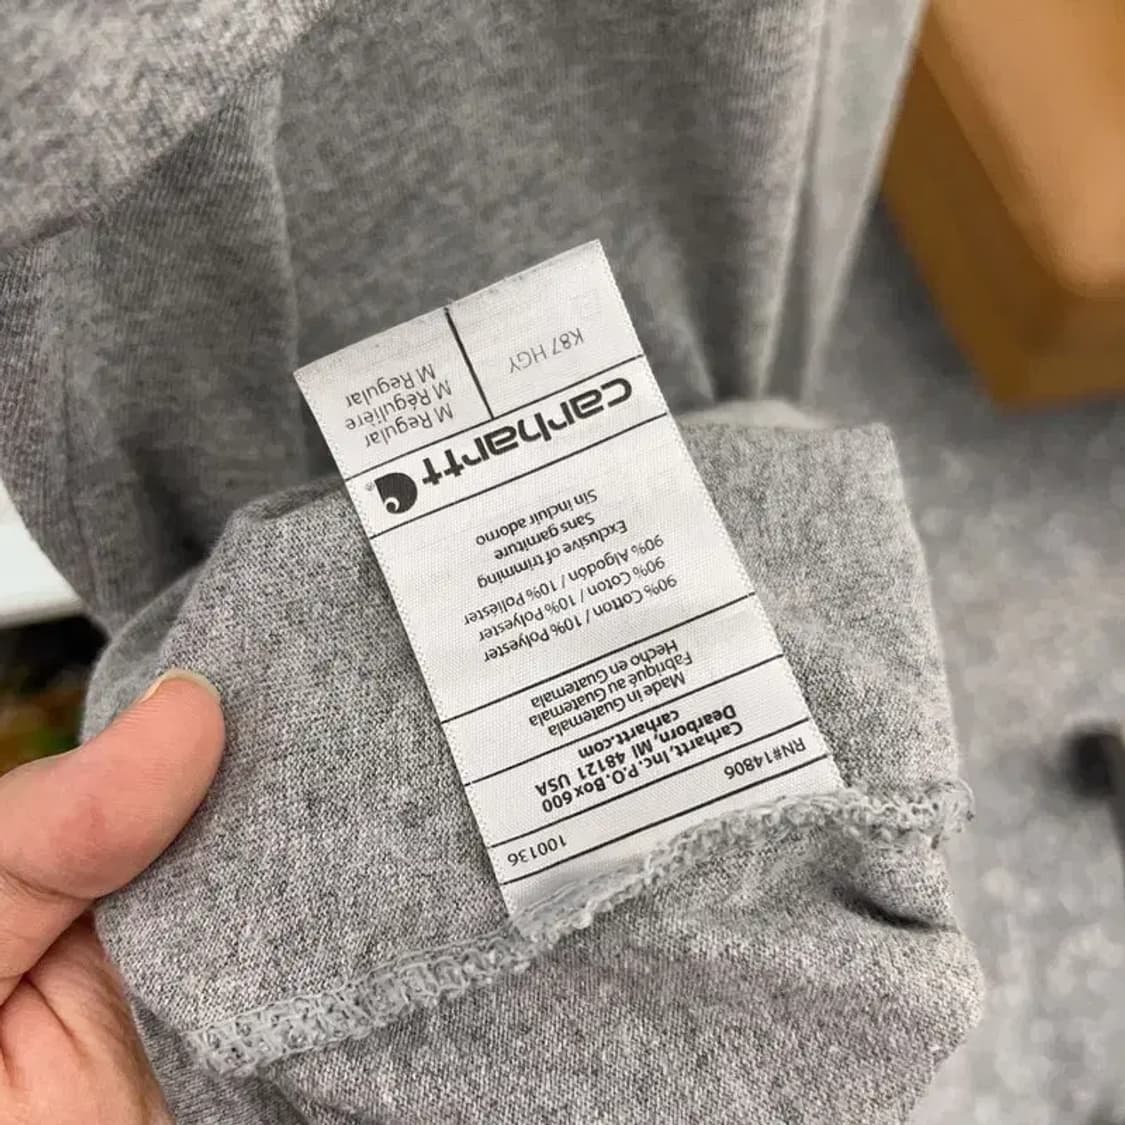 RN#14806 100136
Carhartt, Inc. P.O. Box 600
Dearborn, MI 48121 USA
carhartt.com
Made in Guatemala
Fabriqué au Guatemala
Hecho en Guatemala
90% Cotton / 10% Polyester
90% Coton / 10% Polyester
90% Algodón / 10% Poliéster
Exclusive of trimming
Sans garniture
Sin incluir adorno
carhartt®
K87 HGY
M Regular
M Régulière
M Regular